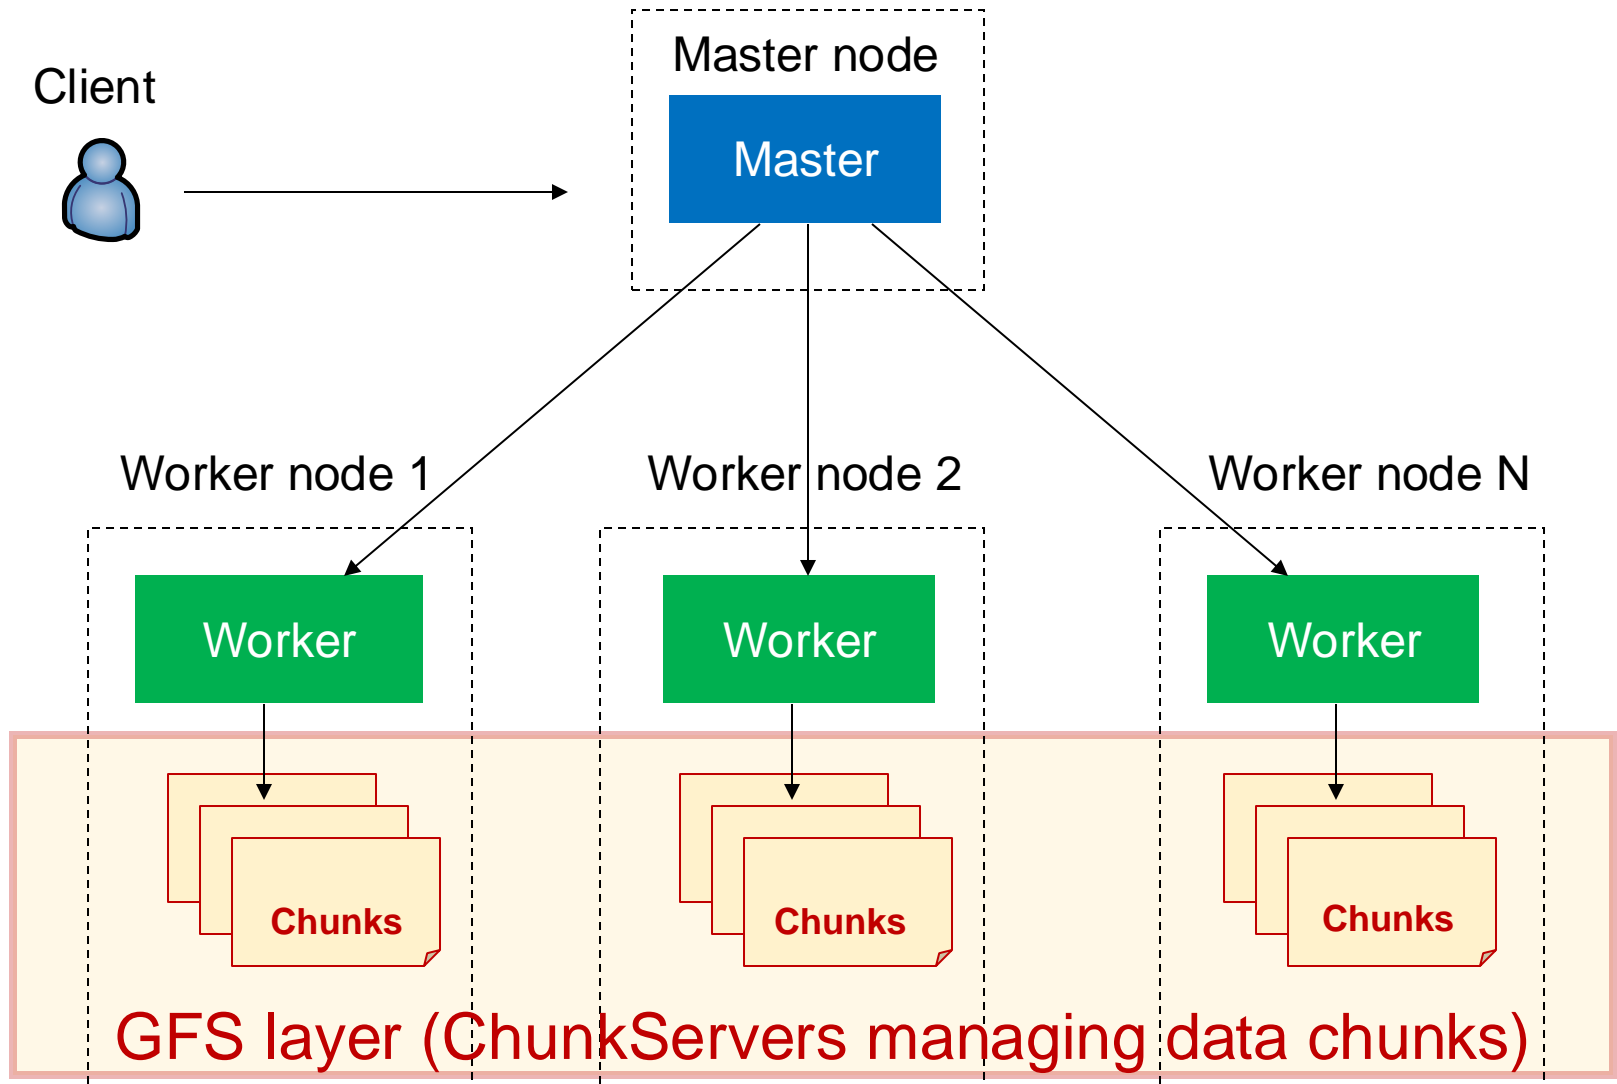 Master node
Client
Master
Worker node 1
Worker node 2
Worker node N
Worker
Worker
Worker
Chunks
Chunks
Chunks
GFS layer (ChunkServers managing data chunks)